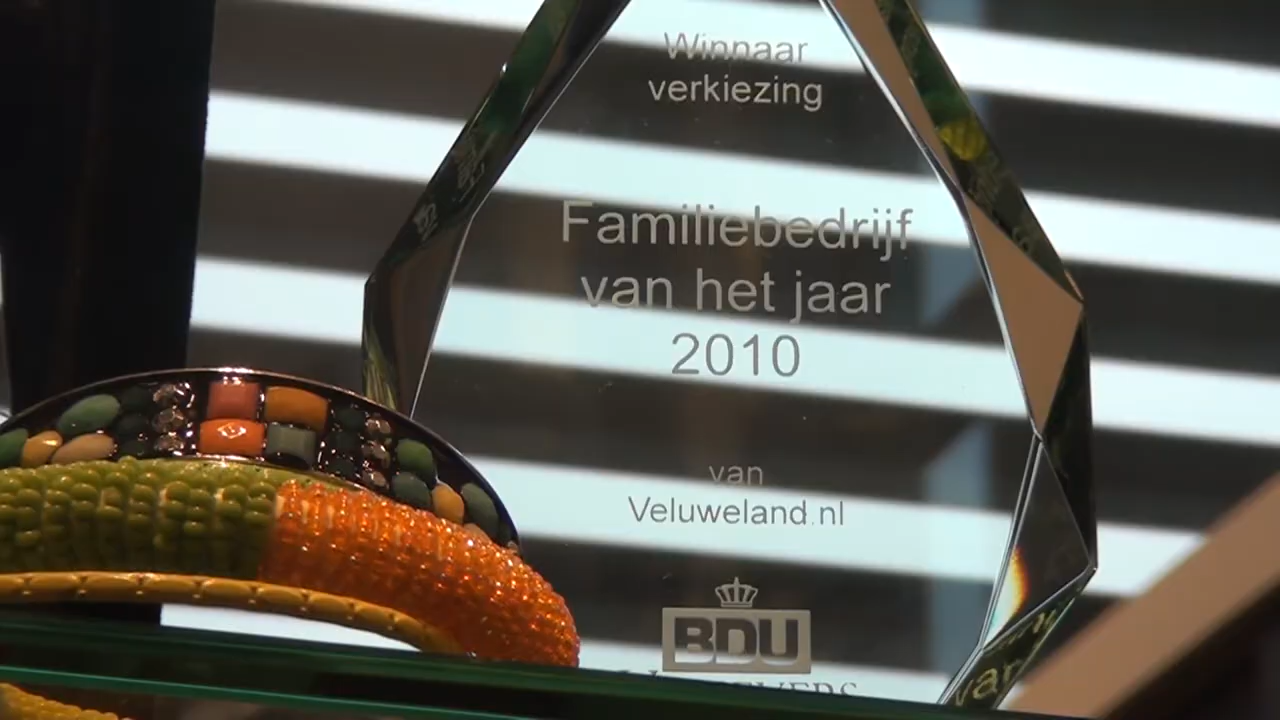 Winnaar
verkiezing
Familiebedrijf
van het jaar
2010
van
Veluweland.nl
BDU